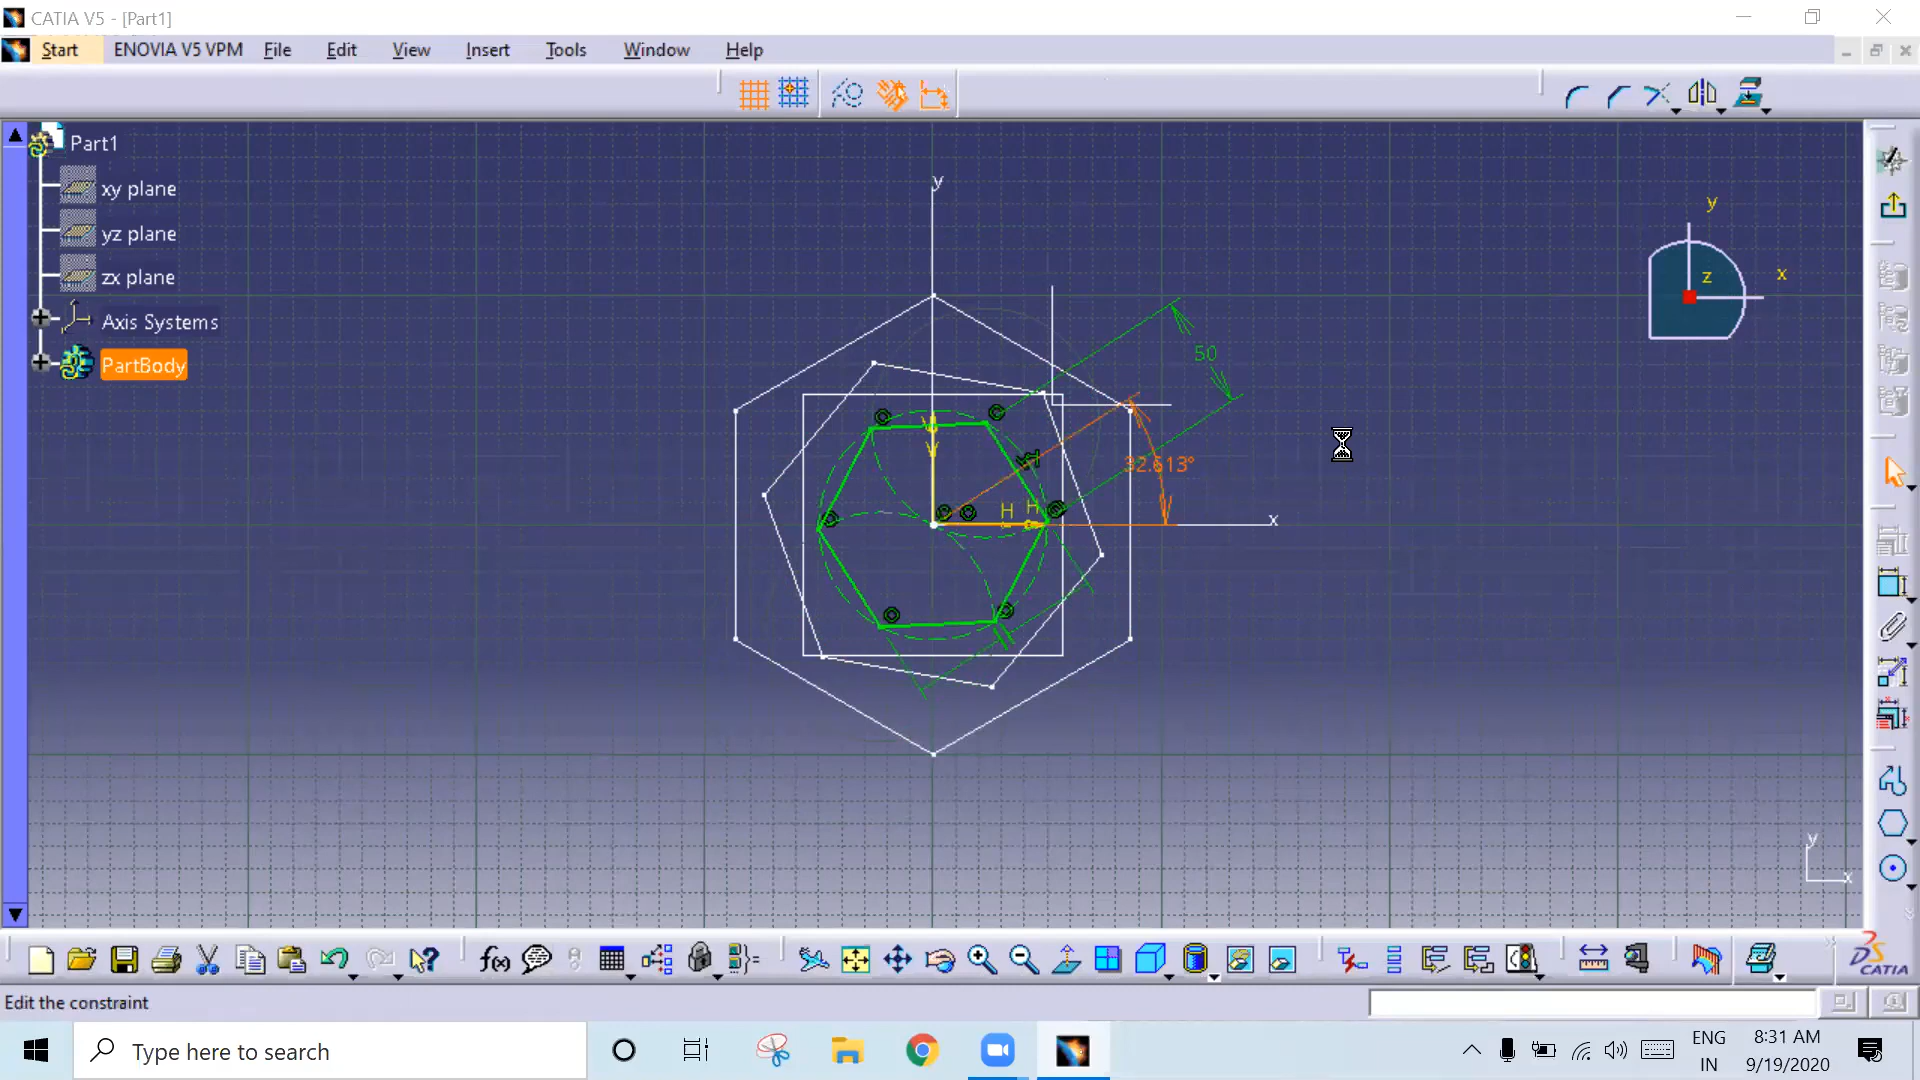 CATIA V5 - [Part1]
Start ENOVIA V5 VPM File Edit View Insert Tools Window Help
Part1
xy plane
yz plane
zx plane
Axis Systems
PartBody
y
x
50
32.613°
H H
V
y
x
z
y
x
f(x)
CATIA
Edit the constraint
Type here to search
ENG
IN
8:31 AM
9/19/2020